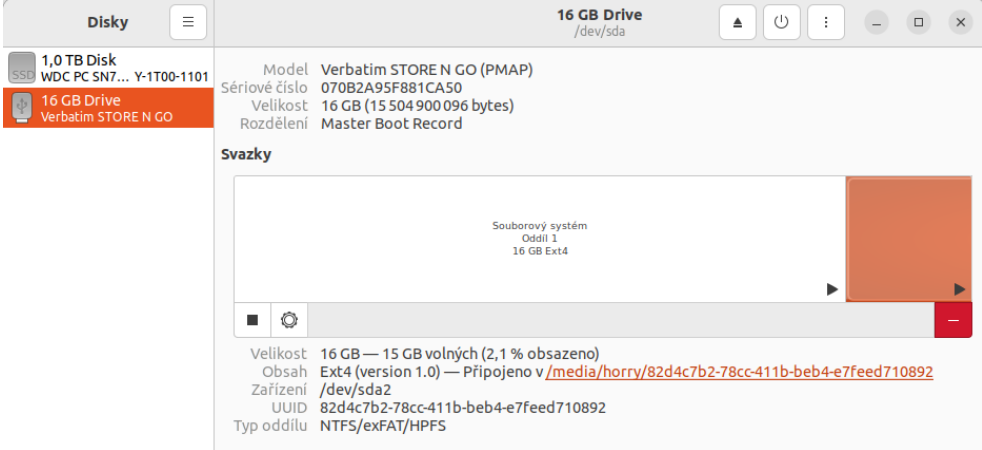 Disky
16 GB Drive
/dev/sda
1,0 TB Disk
SSD WDC PC SN7... Y-1T00-1101
16 GB Drive
Verbatim STORE N GO
Model Verbatim STORE N GO (PMAP)
Sériové číslo 070B2A95F881CA50
Velikost 16 GB (15 504 900 096 bytes)
Rozdělení Master Boot Record
Svazky
Souborový systém
Oddíl 1
16 GB Ext4
Velikost 16 GB — 15 GB volných (2,1 % obsazeno)
Obsah Ext4 (version 1.0) — Připojeno v /media/horry/82d4c7b2-78cc-411b-beb4-e7feed710892
Zařízení /dev/sda2
UUID 82d4c7b2-78cc-411b-beb4-e7feed710892
Typ oddílu NTFS/exFAT/HPFS